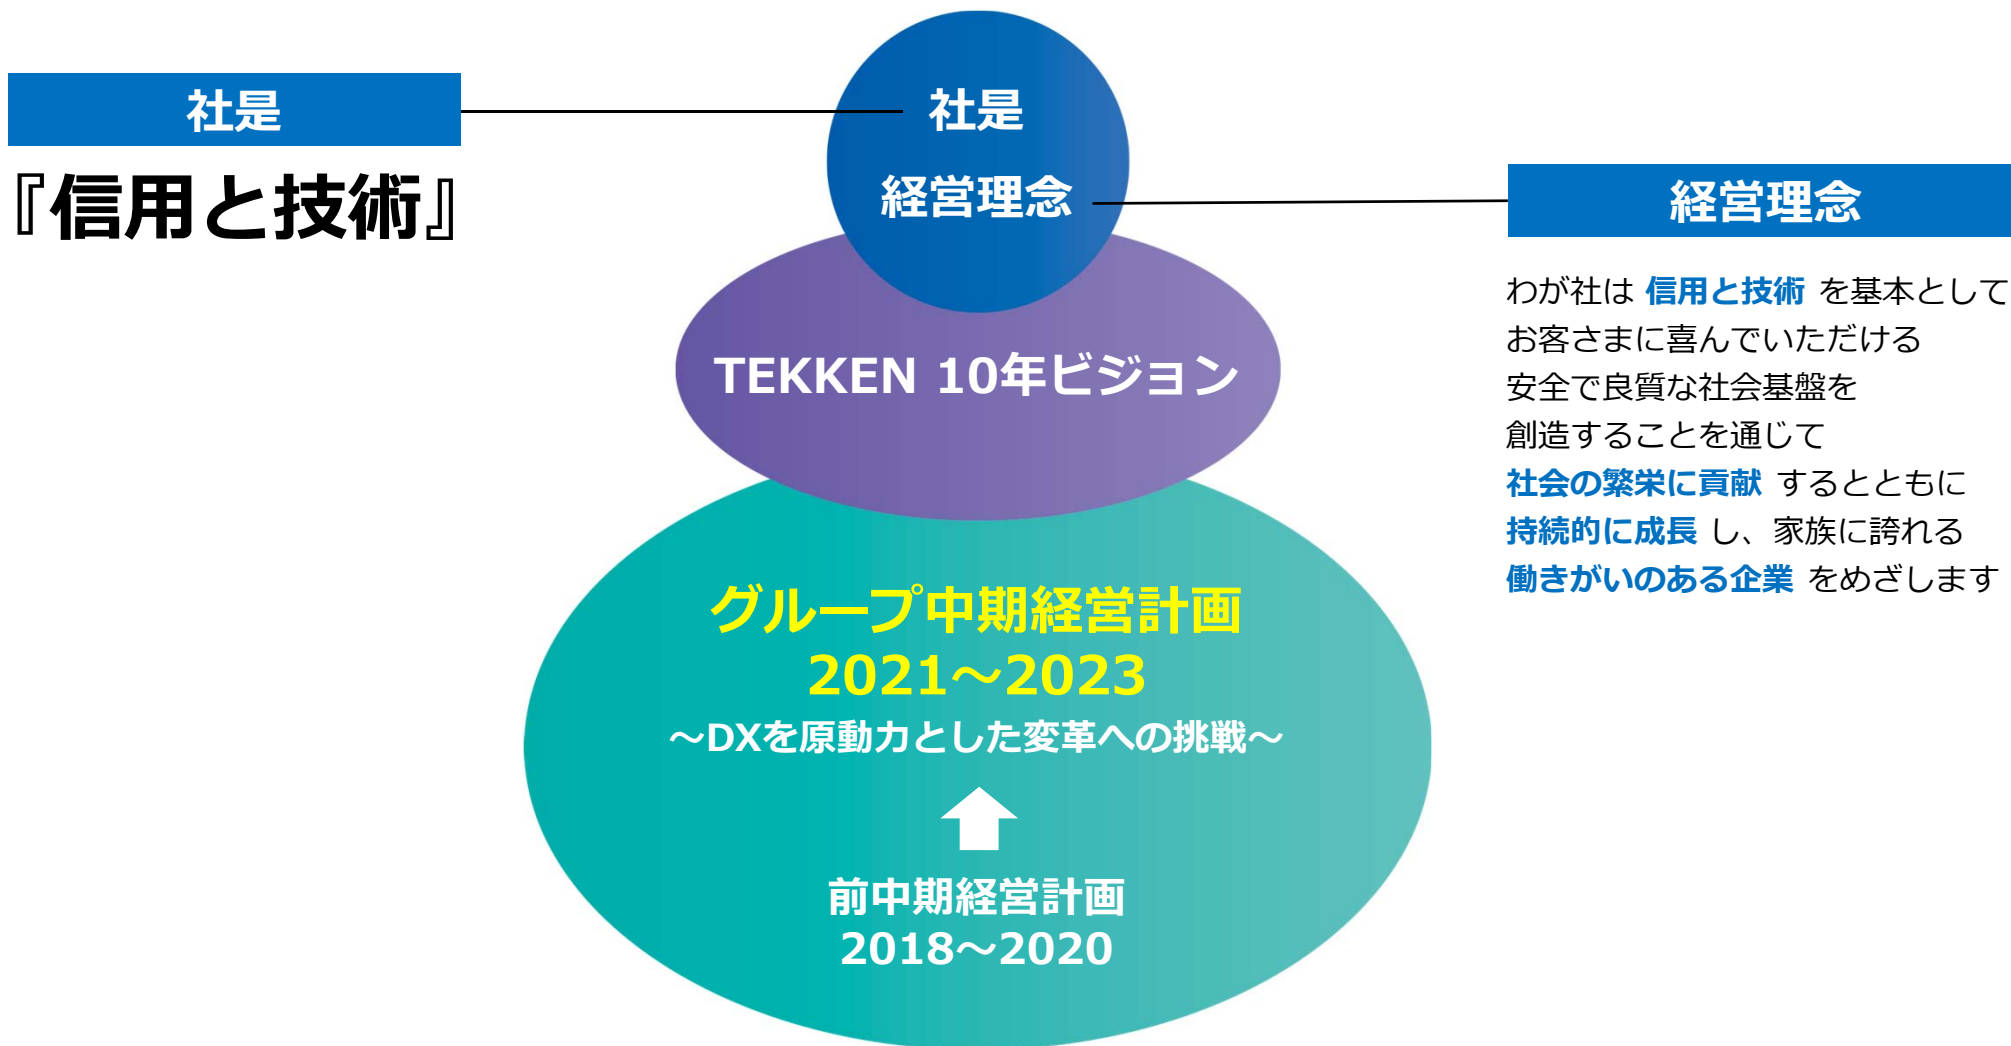 社是
『信用と技術』
社是
経営理念
TEKKEN 10年ビジョン
グループ中期経営計画
2021～2023
～DXを原動力とした変革への挑戦～
前中期経営計画
2018～2020
経営理念
わが社は 信用と技術 を基本として
お客さまに喜んでいただける
安全で良質な社会基盤を
創造することを通じて
社会の繁栄に貢献 するとともに
持続的に成長 し、家族に誇れる
働きがいのある企業 をめざします